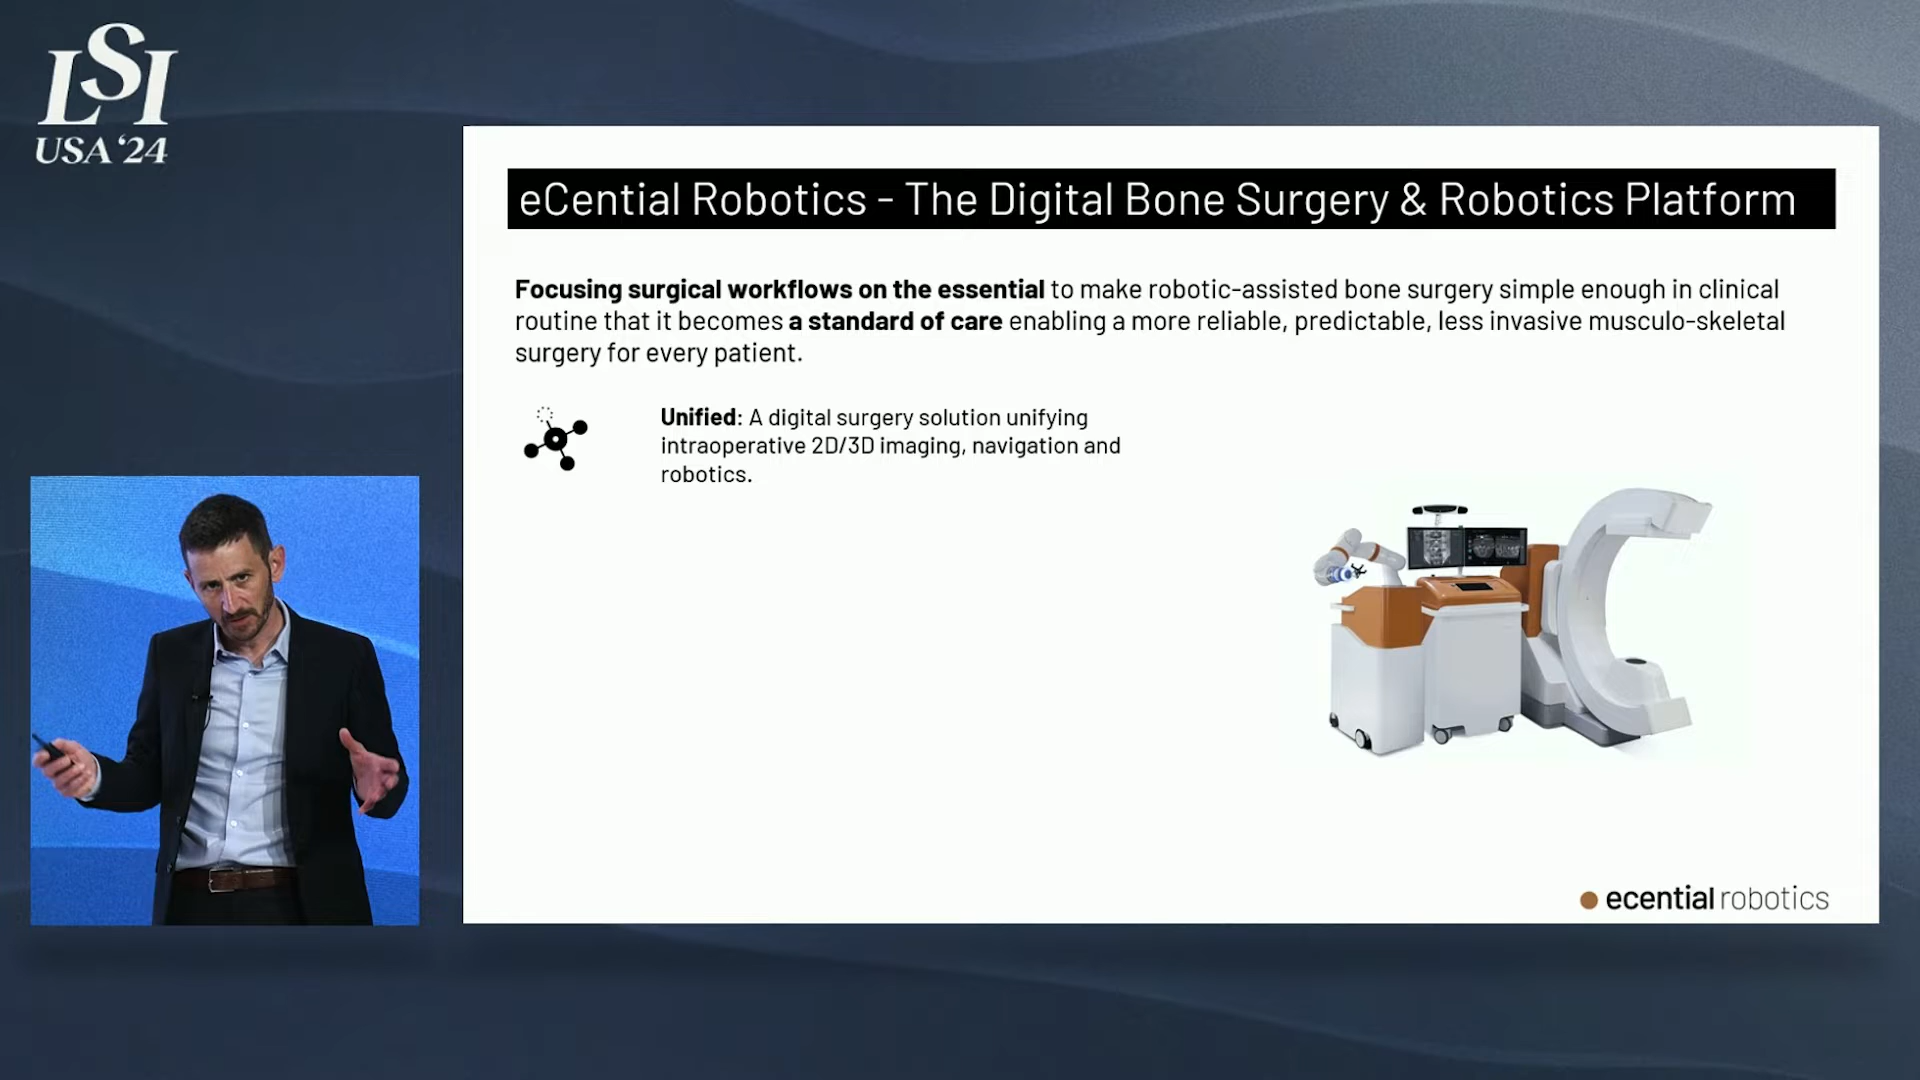 LSI
USA ‘24
eCential Robotics - The Digital Bone Surgery & Robotics Platform
Focusing surgical workflows on the essential to make robotic-assisted bone surgery simple enough in clinical
routine that it becomes a standard of care enabling a more reliable, predictable, less invasive musculo-skeletal
surgery for every patient.
Unified: A digital surgery solution unifying
intraoperative 2D/3D imaging, navigation and
robotics.
ecential robotics